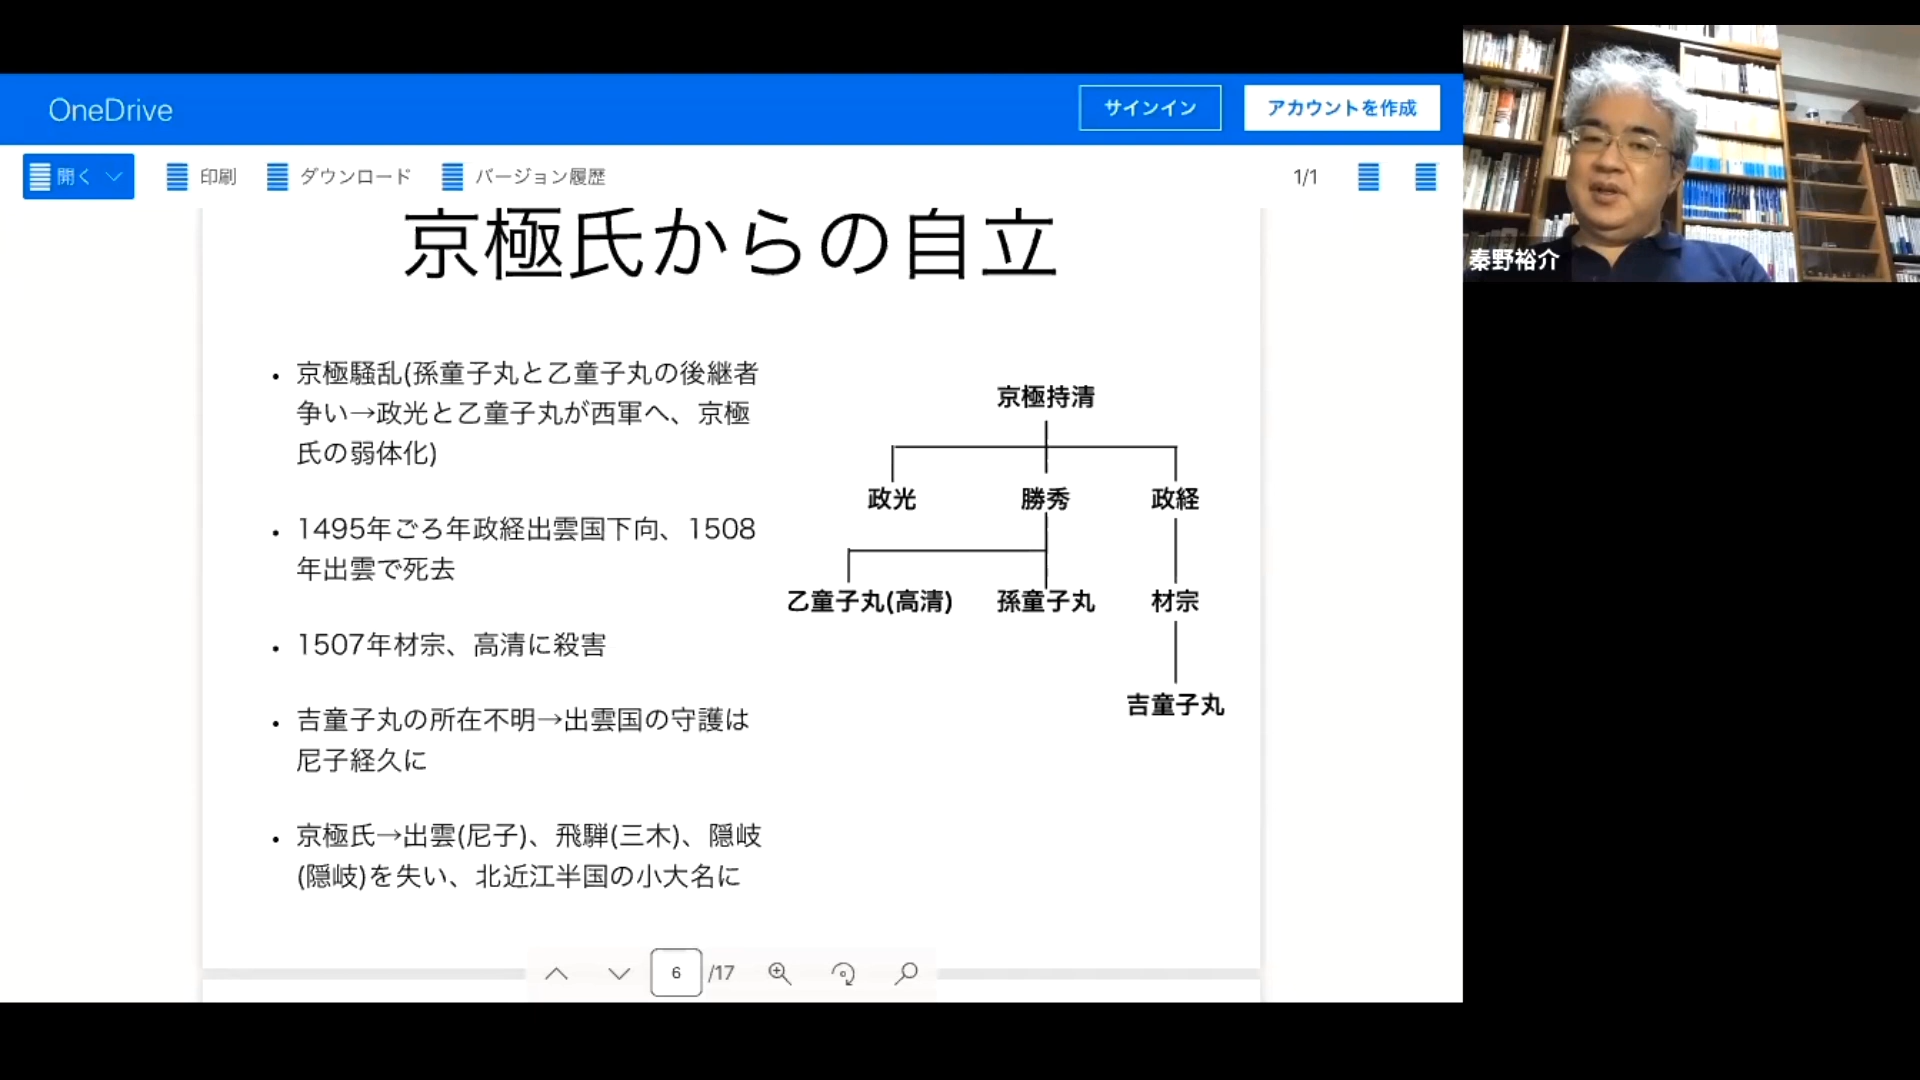 OneDrive
サインイン
アカウントを作成
開く
印刷
ダウンロード
バージョン履歴
1/1
秦野裕介
京極氏からの自立
• 京極騒乱(孫童子丸と乙童子丸の後継者
争い→政光と乙童子丸が西軍へ、京極
氏の弱体化)
• 1495年ごろ年政経出雲国下向、1508
年出雲で死去
• 1507年材宗、高清に殺害
• 吉童子丸の所在不明→出雲国の守護は
尼子経久に
• 京極氏→出雲(尼子)、飛騨(三木)、隠岐
(隠岐)を失い、北近江半国の小大名に
京極持清
政光
勝秀
政経
乙童子丸(高清)
孫童子丸
材宗
吉童子丸
6
/17